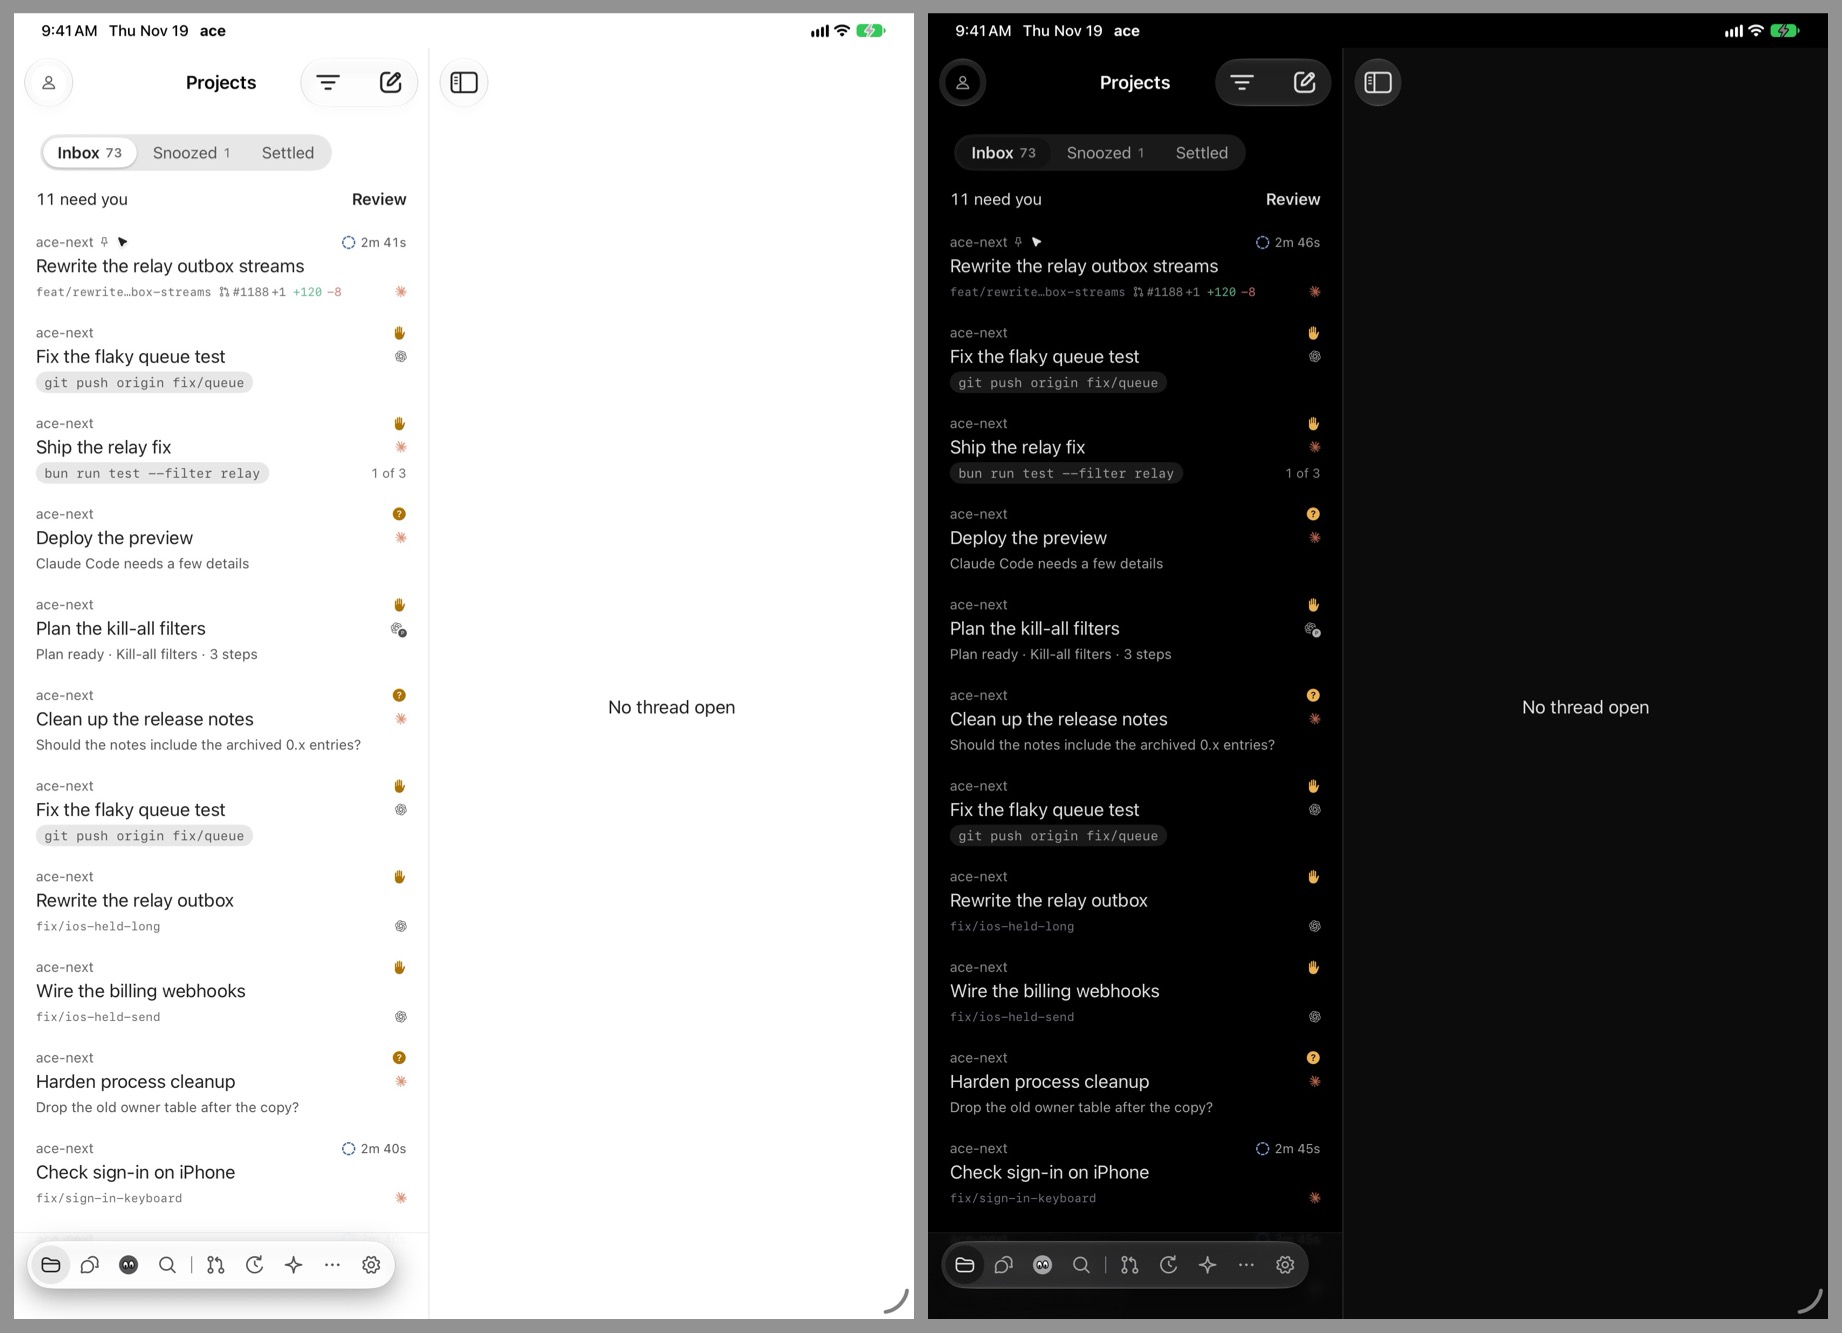 9:41 AM Thu Nov 19 ace
Projects
Inbox 73 Snoozed 1 Settled
11 need you Review
ace-next 2m 41s
Rewrite the relay outbox streams
feat/rewrite…box-streams #1188 +1 +120 −8
ace-next
Fix the flaky queue test
git push origin fix/queue
ace-next
Ship the relay fix
bun run test --filter relay 1 of 3
ace-next
Deploy the preview
Claude Code needs a few details
ace-next
Plan the kill-all filters
Plan ready · Kill-all filters · 3 steps
ace-next
Clean up the release notes
Should the notes include the archived 0.x entries?
ace-next
Fix the flaky queue test
git push origin fix/queue
ace-next
Rewrite the relay outbox
fix/ios-held-long
ace-next
Wire the billing webhooks
fix/ios-held-send
ace-next
Harden process cleanup
Drop the old owner table after the copy?
ace-next 2m 40s
Check sign-in on iPhone
fix/sign-in-keyboard
No thread open
9:41 AM Thu Nov 19 ace
Projects
Inbox 73 Snoozed 1 Settled
11 need you Review
ace-next 2m 46s
Rewrite the relay outbox streams
feat/rewrite…box-streams #1188 +1 +120 −8
ace-next
Fix the flaky queue test
git push origin fix/queue
ace-next
Ship the relay fix
bun run test --filter relay 1 of 3
ace-next
Deploy the preview
Claude Code needs a few details
ace-next
Plan the kill-all filters
Plan ready · Kill-all filters · 3 steps
ace-next
Clean up the release notes
Should the notes include the archived 0.x entries?
ace-next
Fix the flaky queue test
git push origin fix/queue
ace-next
Rewrite the relay outbox
fix/ios-held-long
ace-next
Wire the billing webhooks
fix/ios-held-send
ace-next
Harden process cleanup
Drop the old owner table after the copy?
ace-next 2m 45s
Check sign-in on iPhone
fix/sign-in-keyboard
No thread open